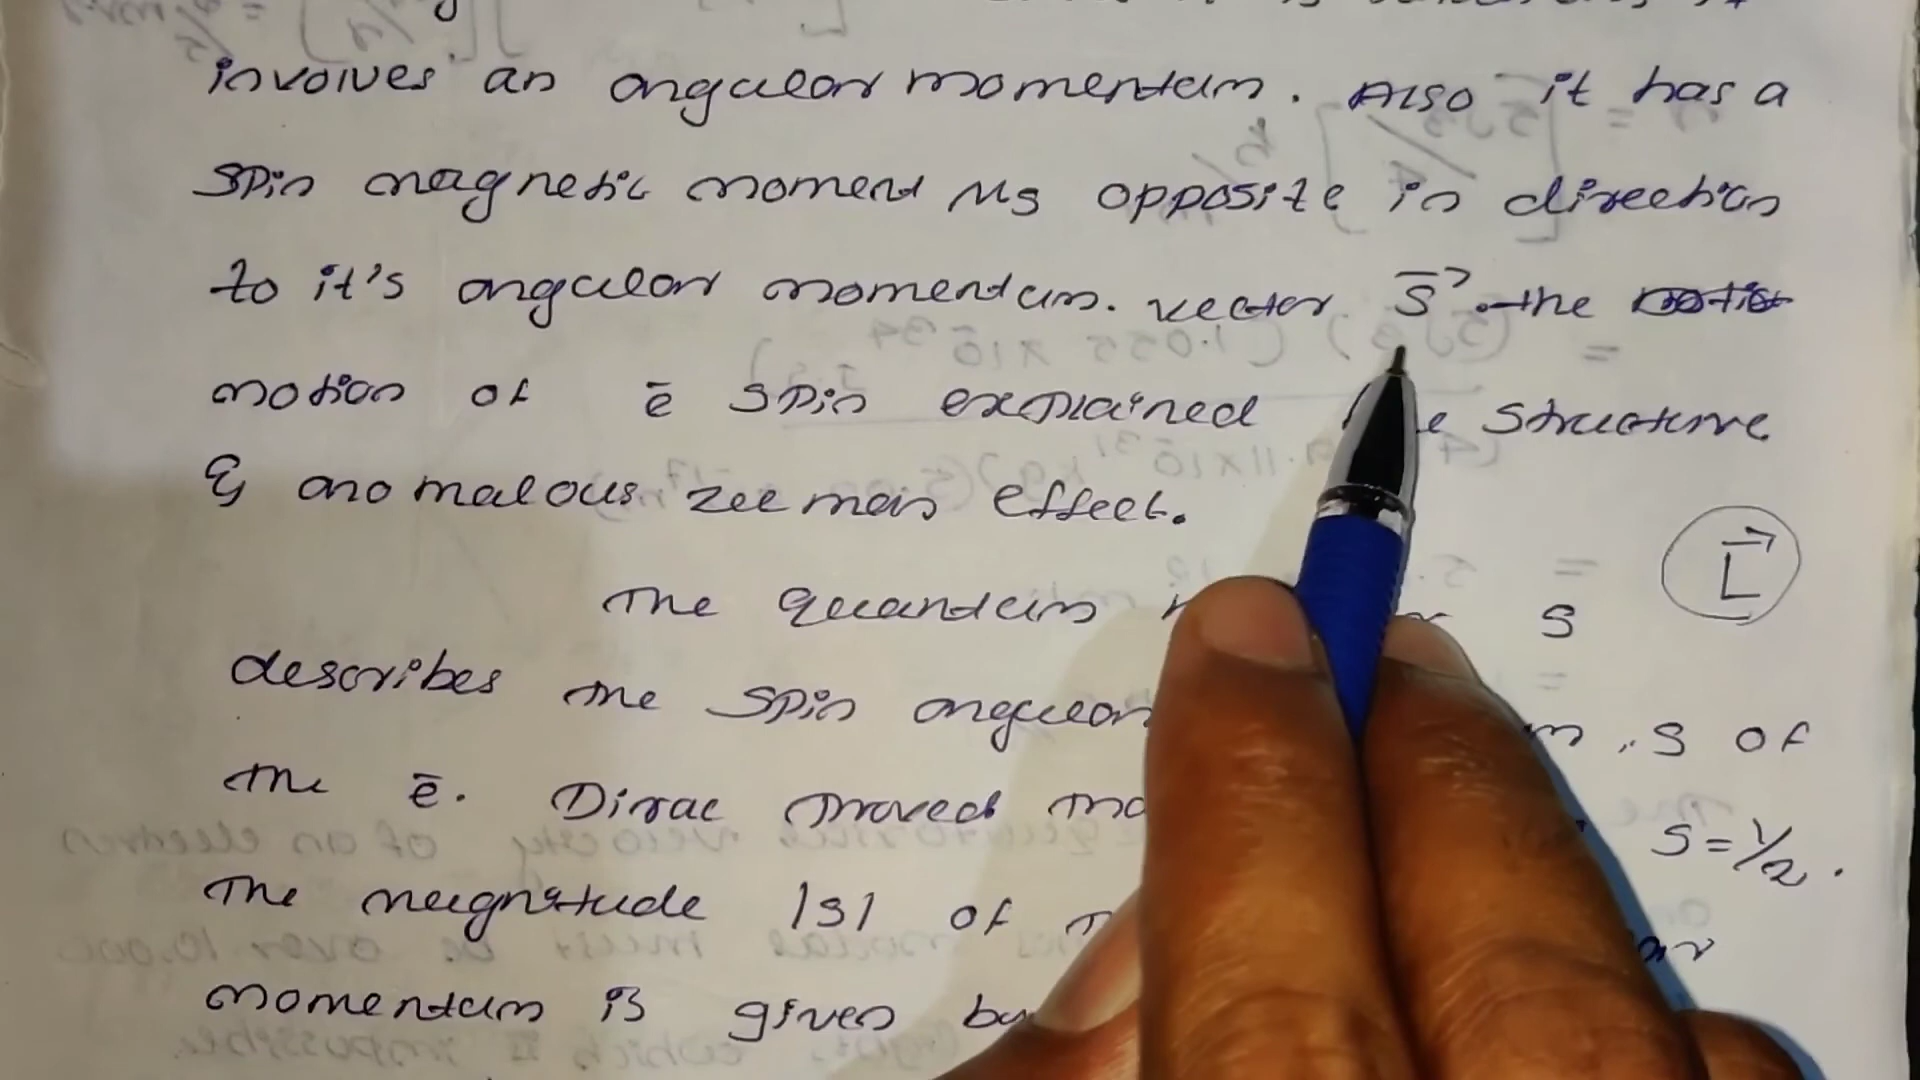 involves an angular momentum. Also it has a
spin magnetic moment Ms opposite in direction
to it's angular momentum. vector S⃗. the
motion of ē spin explained structure
& anomalous zeeman effect.
L⃗
The quantum s
describes the spin angular , s of
the ē. Dirac proved s=1/2.
The magnitude |s| of
momentum is given by